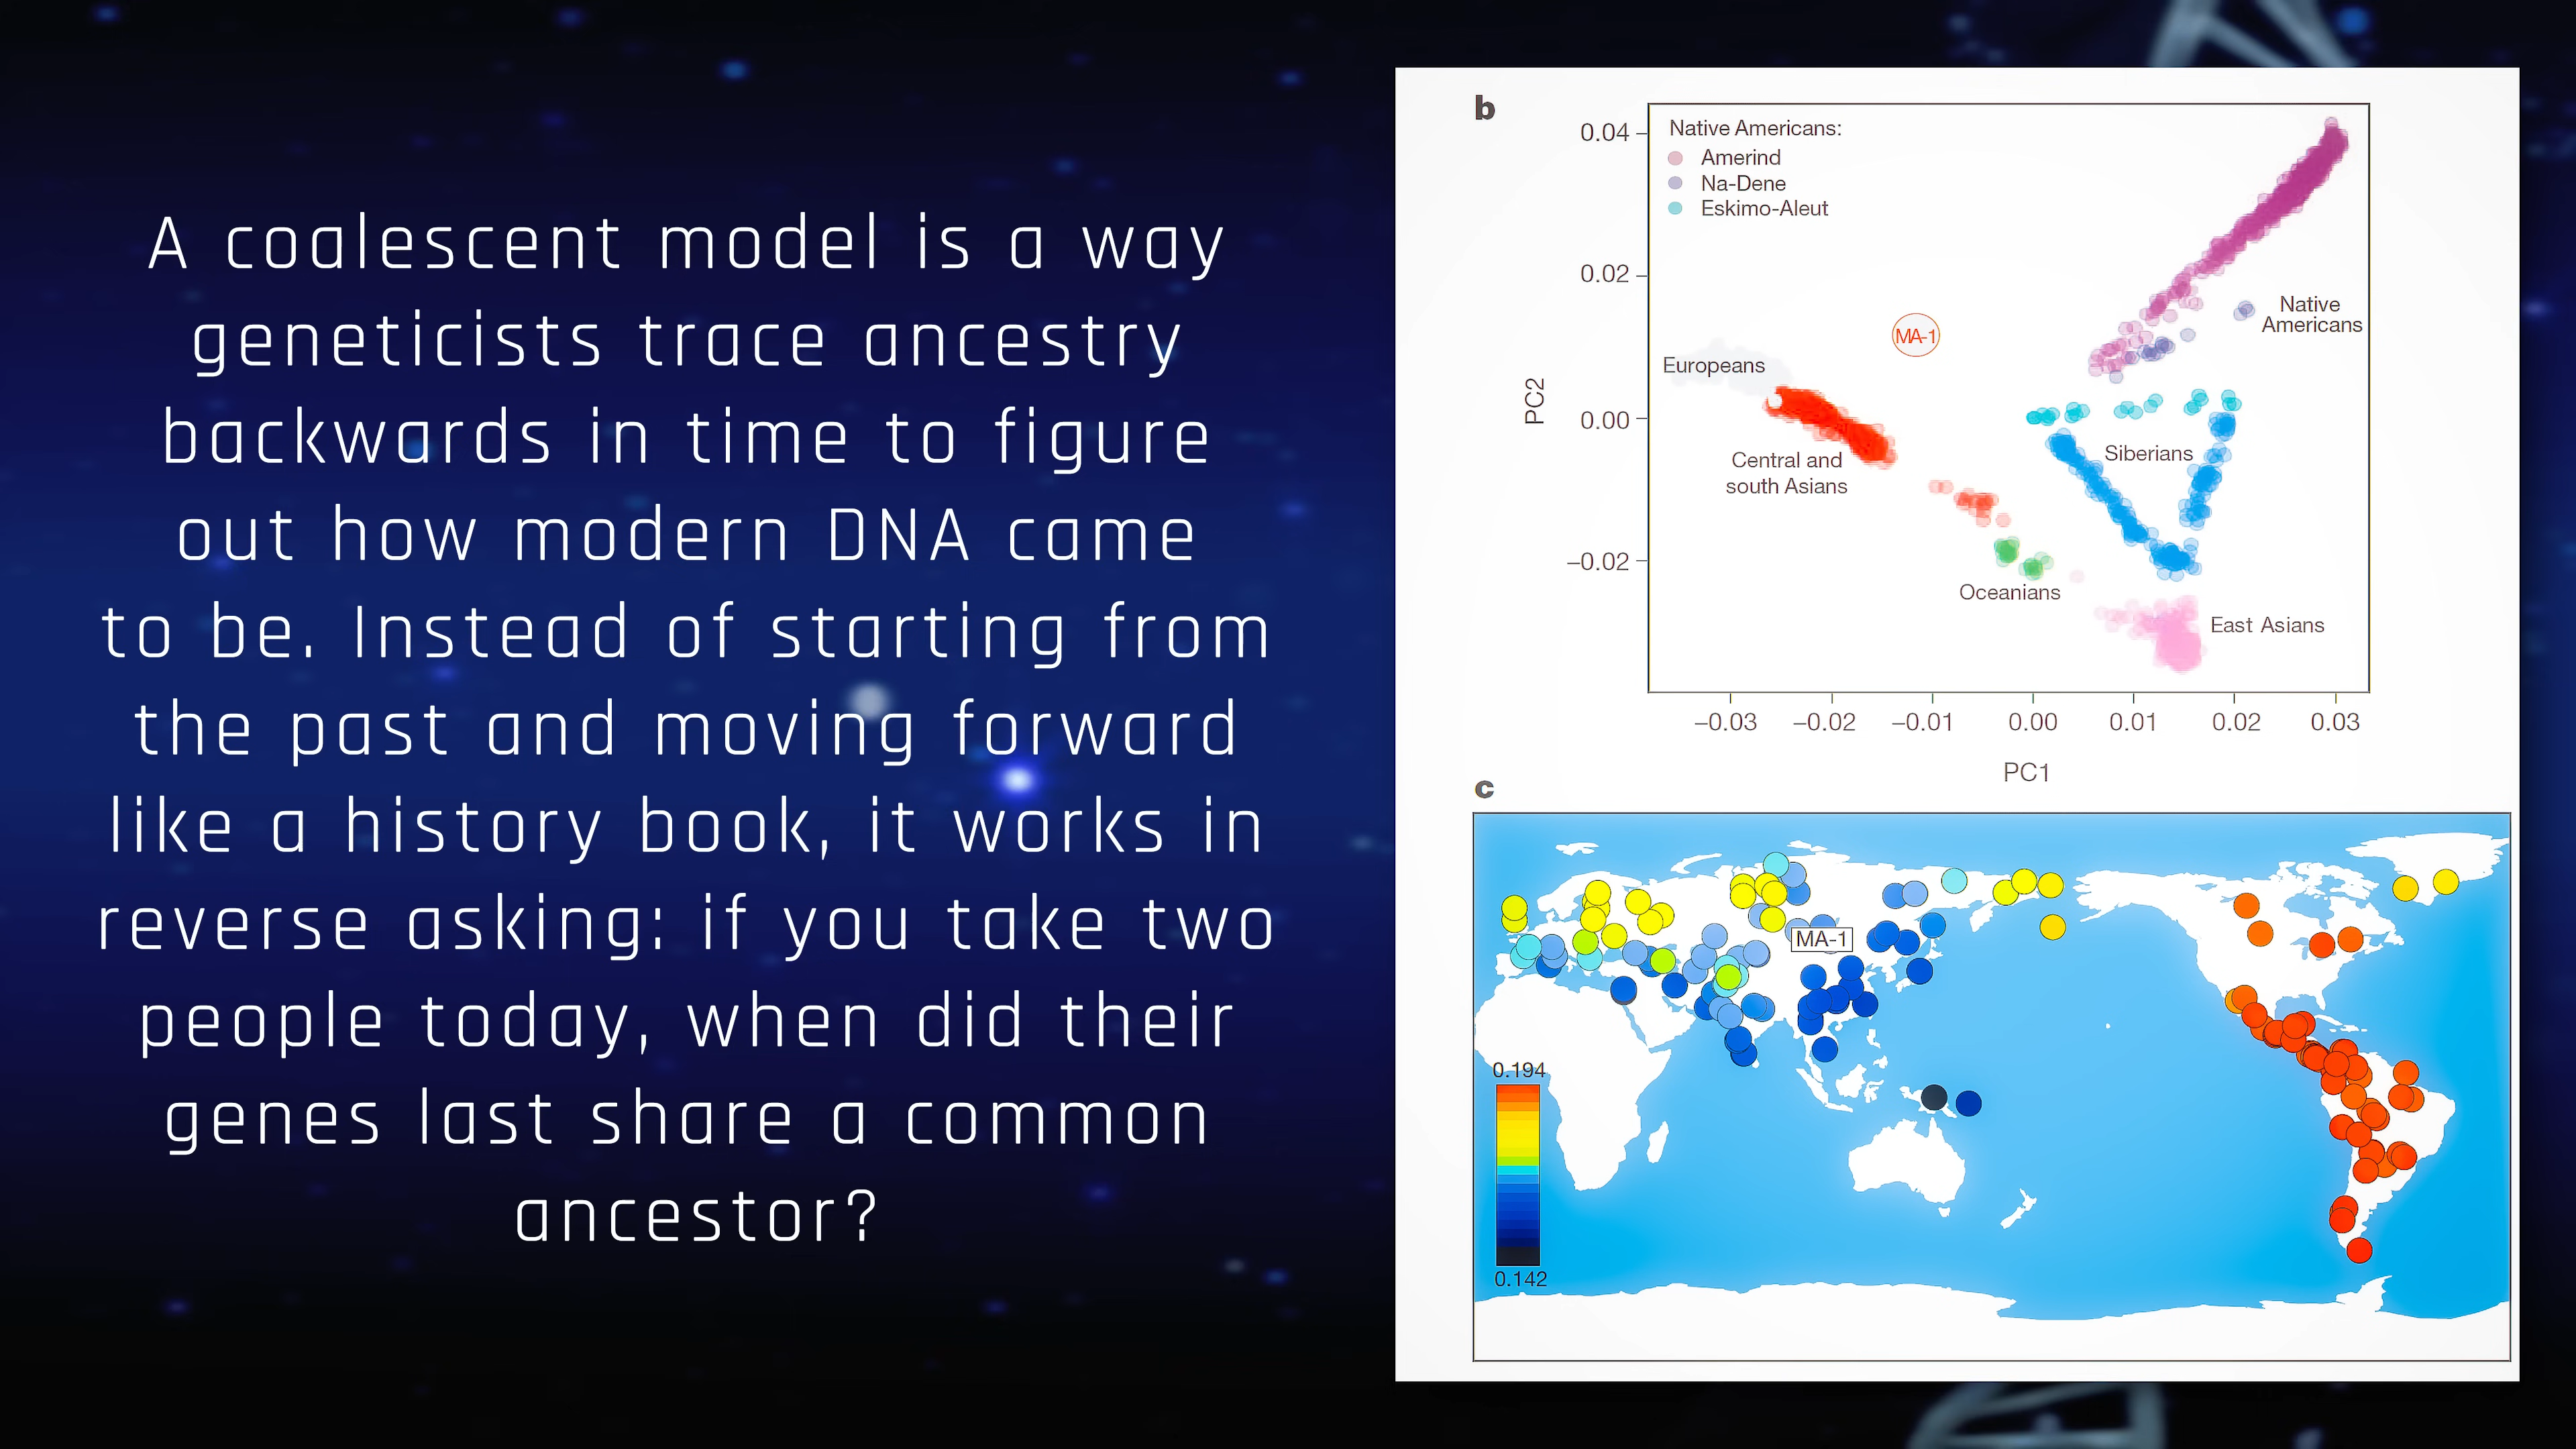 A coalescent model is a way
geneticists trace ancestry
backwards in time to figure
out how modern DNA came
to be. Instead of starting from
the past and moving forward
like a history book, it works in
reverse asking: if you take two
people today, when did their
genes last share a common
ancestor?
b
Native Americans:
Amerind
Na-Dene
Eskimo-Aleut
0.04
0.02
0.00
−0.02
PC2
Native
Americans
MA-1
Europeans
Central and
south Asians
Siberians
Oceanians
East Asians
−0.03 −0.02 −0.01 0.00 0.01 0.02 0.03
PC1
c
MA-1
0.194
0.142